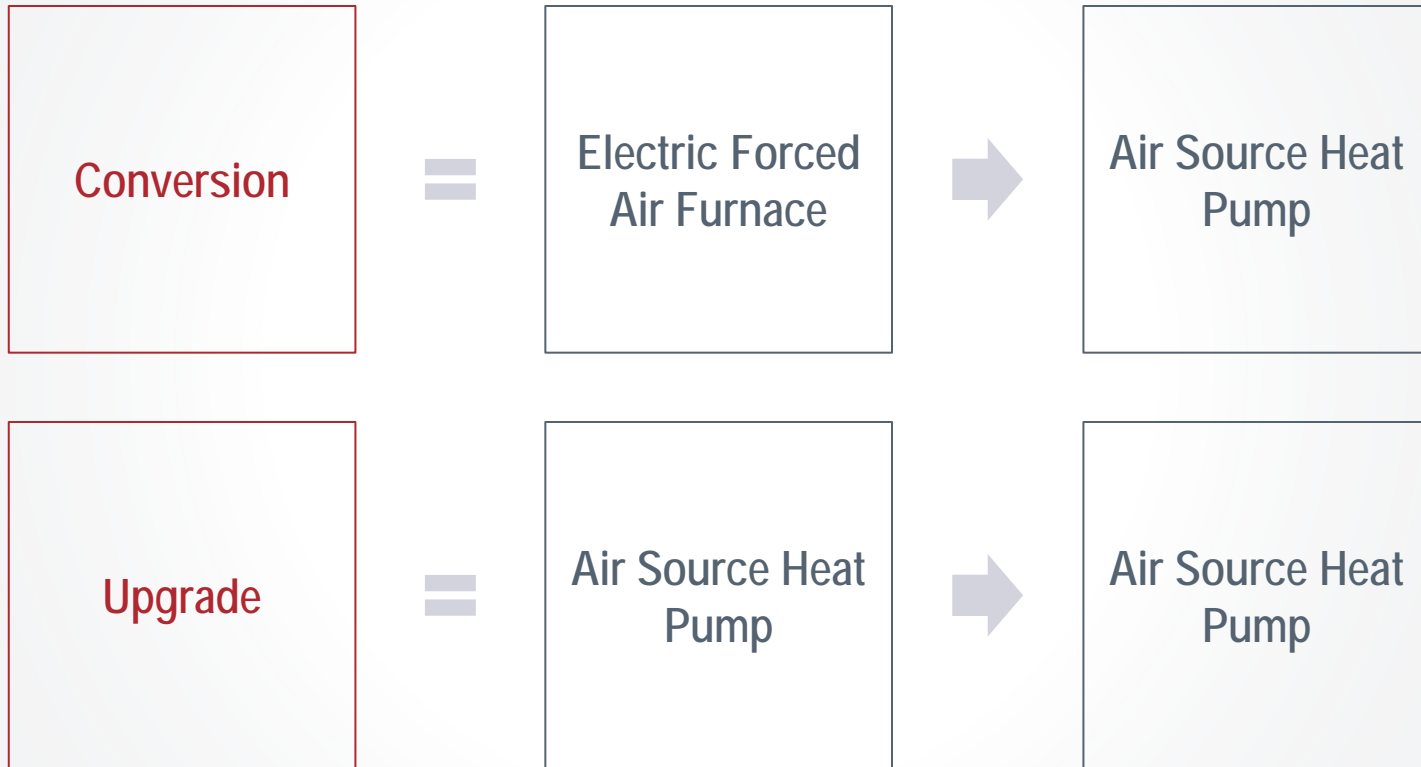 Conversion
=
Electric Forced
Air Furnace
Air Source Heat
Pump
Upgrade
=
Air Source Heat
Pump
Air Source Heat
Pump